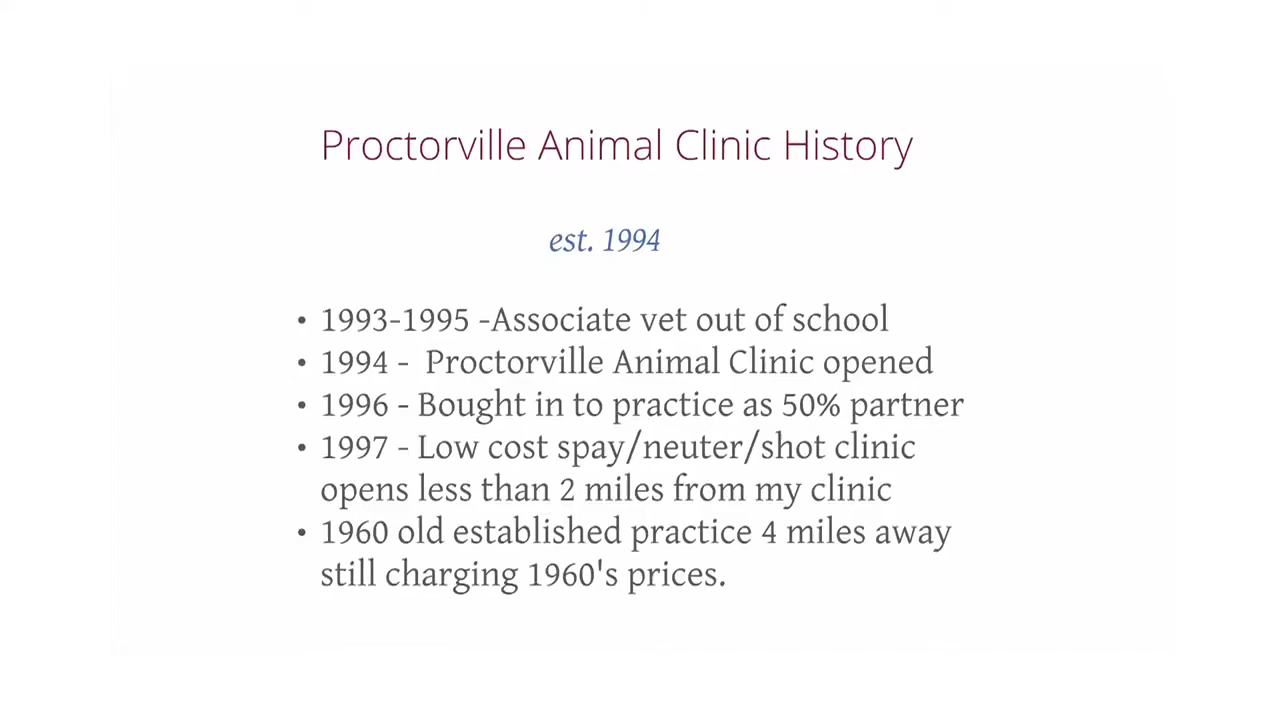 Proctorville Animal Clinic History
est. 1994
• 1993-1995 -Associate vet out of school
• 1994 - Proctorville Animal Clinic opened
• 1996 - Bought in to practice as 50% partner
• 1997 - Low cost spay/neuter/shot clinic
opens less than 2 miles from my clinic
• 1960 old established practice 4 miles away
still charging 1960's prices.